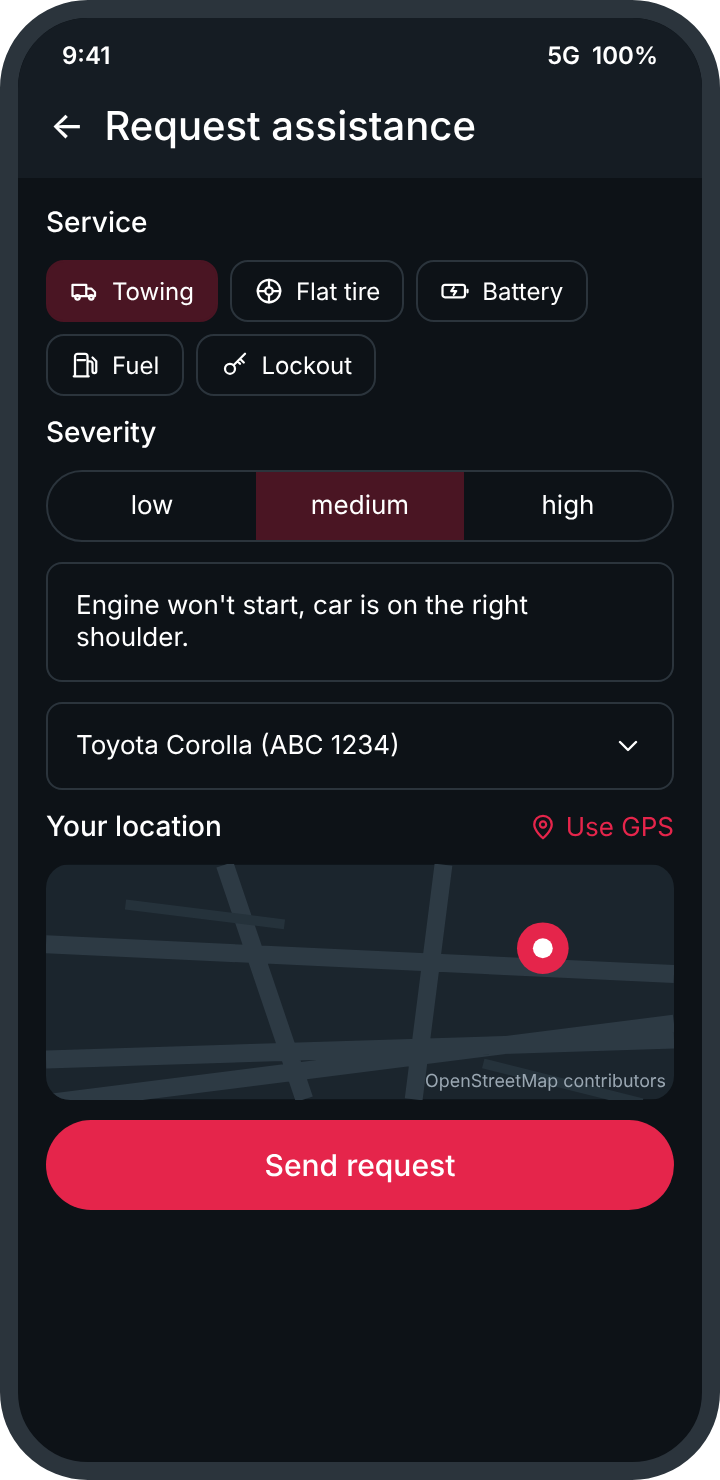 9:41 5G 100%
Request assistance
Service
Towing Flat tire Battery
Fuel Lockout
Severity
low medium high
Engine won't start, car is on the right
shoulder.
Toyota Corolla (ABC 1234)
Your location Use GPS
OpenStreetMap contributors
Send request